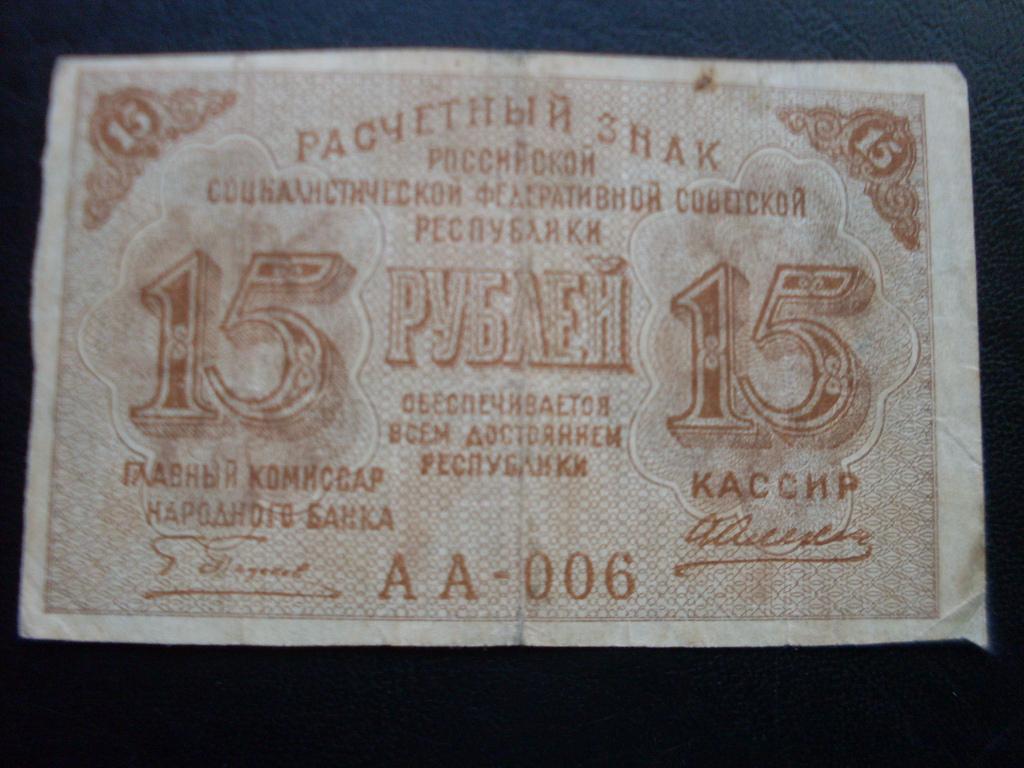 15 15
РАСЧЕТНЫЙ ЗНАК
РОССИЙСКОЙ
СОЦИАЛИСТИЧЕСКОЙ ФЕДЕРАТИВНОЙ СОВЕТСКОЙ
РЕСПУБЛИКИ
15 РУБЛЕЙ 15
ОБЕСПЕЧИВАЕТСЯ
ВСЕМ ДОСТОЯНИЕМ
РЕСПУБЛИКИ
ГЛАВНЫЙ КОМИССАР
НАРОДНОГО БАНКА
КАССИР
АА-006